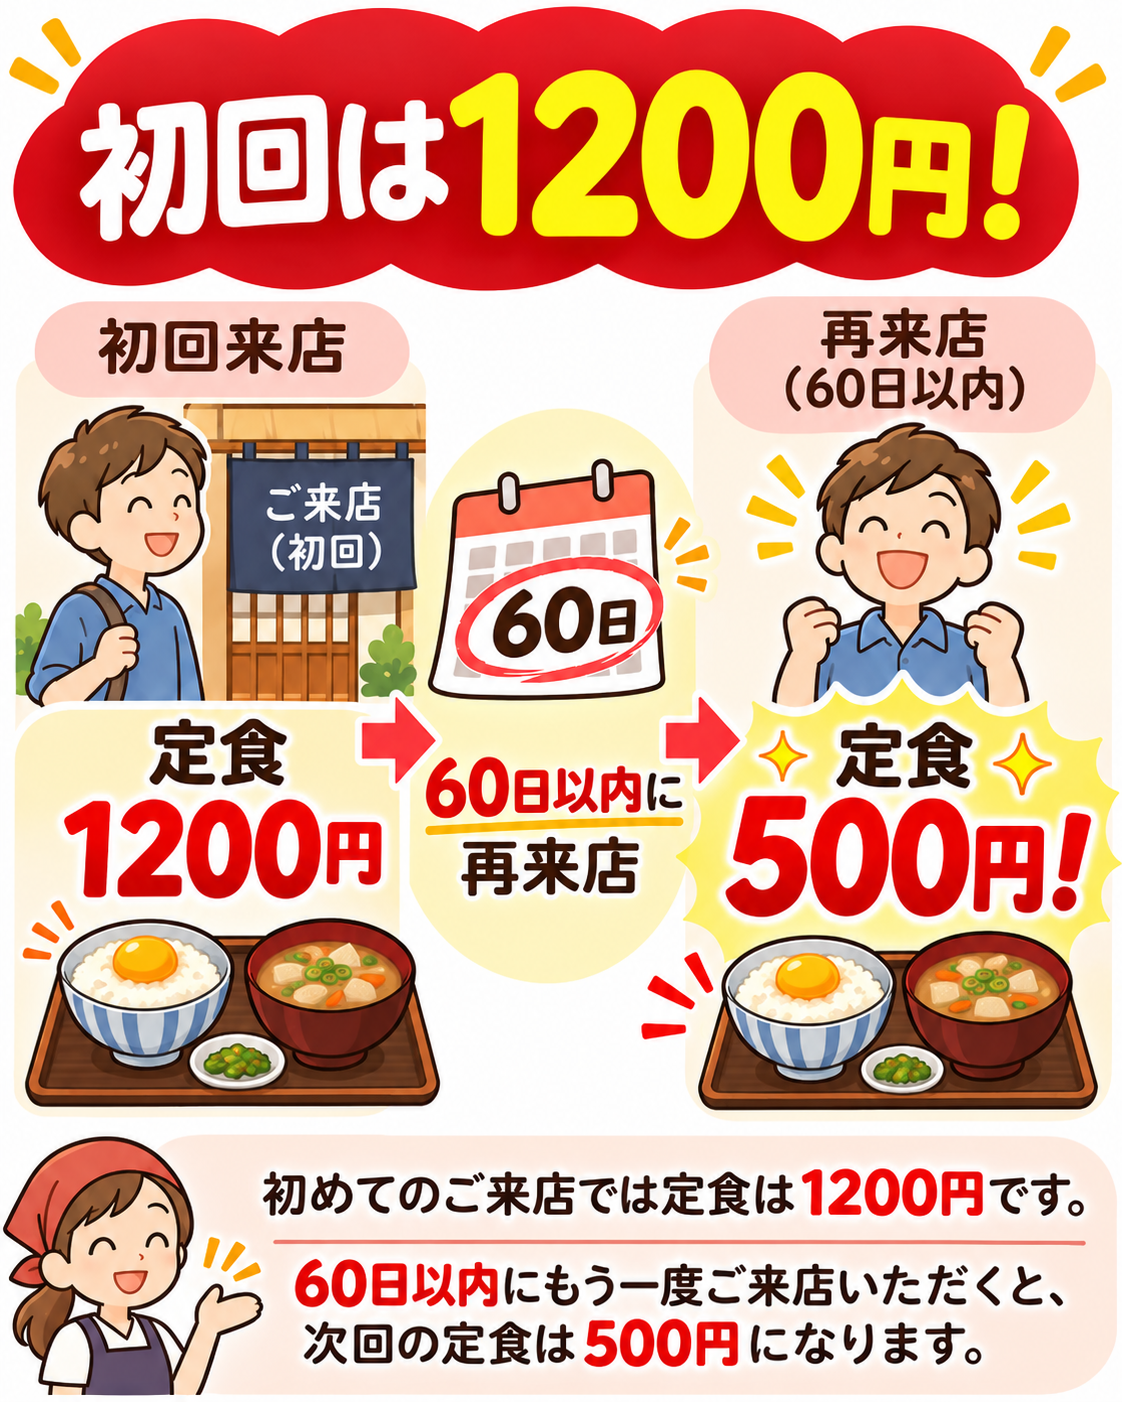 初回は1200円!
初回来店
ご来店
(初回)
定食
1200円
60日
60日以内に
再来店
再来店
(60日以内)
定食
500円!
初めてのご来店では定食は1200円です。
60日以内にもう一度ご来店いただくと、
次回の定食は500円になります。